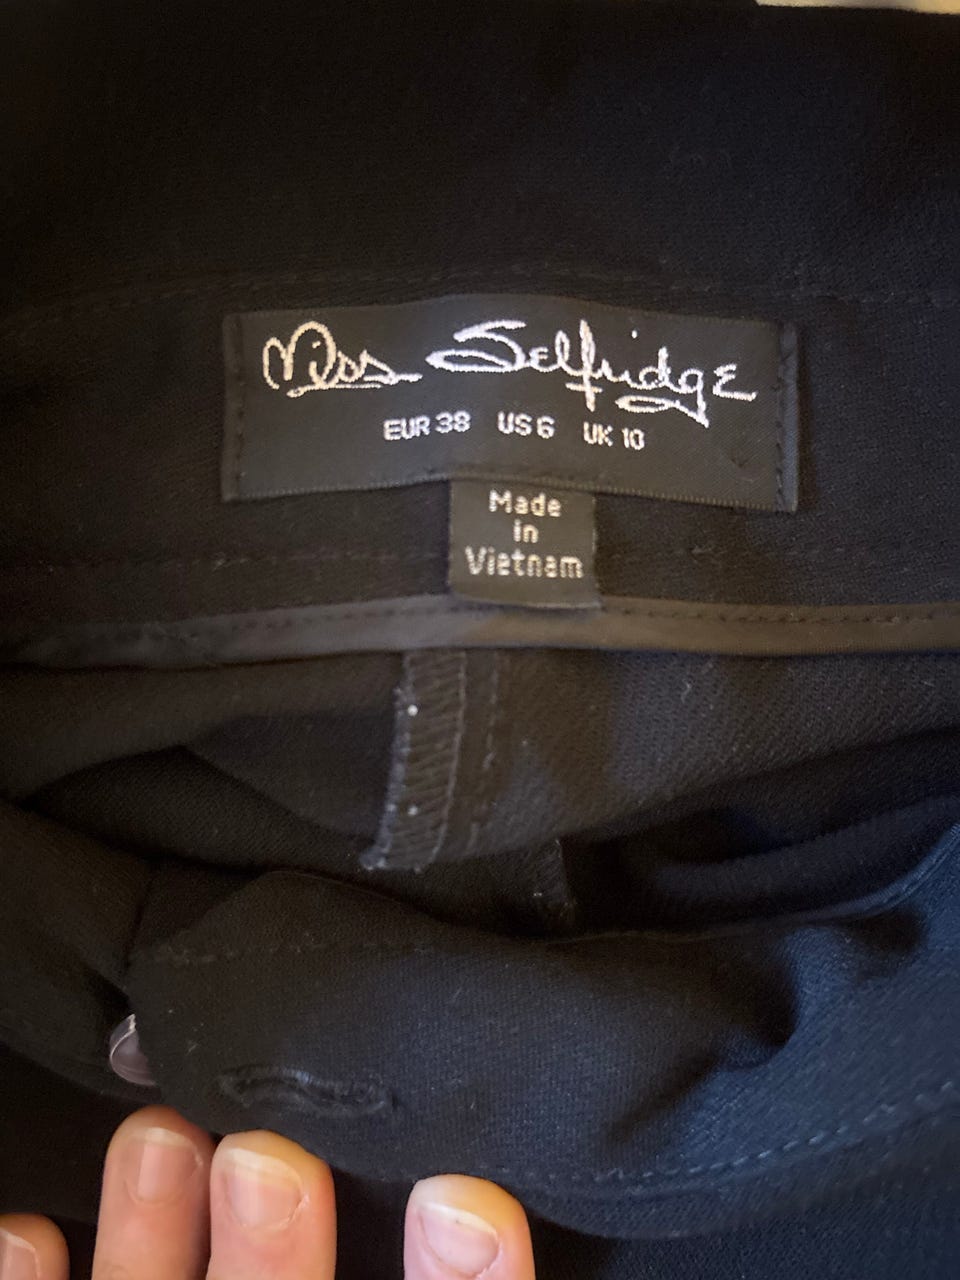 Miss Selfridge
EUR 38 US 6 UK 10
Made
in
Vietnam